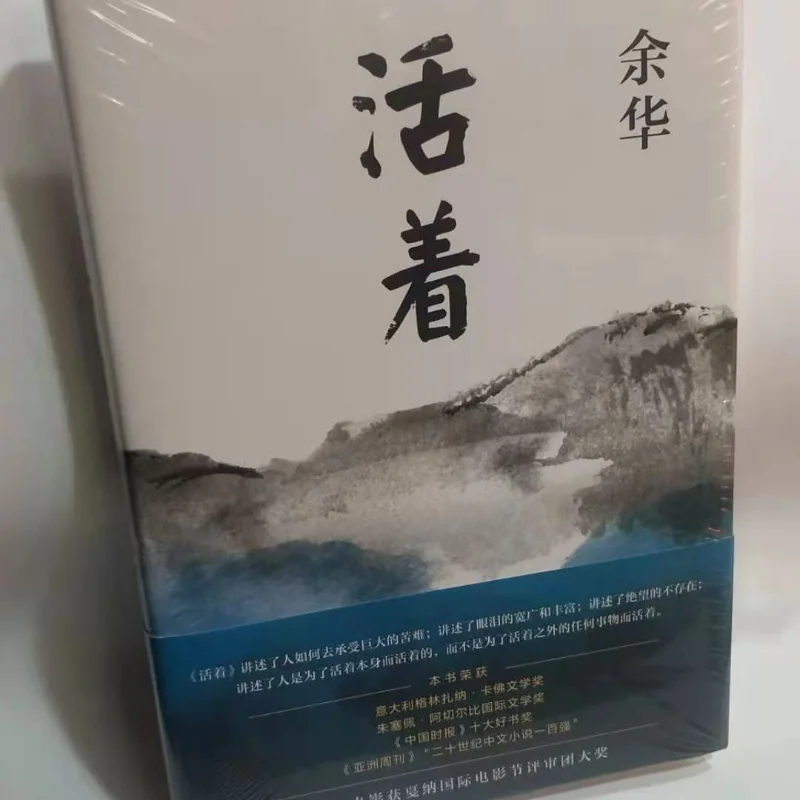 活着
余华
《活着》讲述了人如何去承受巨大的苦难；讲述了眼泪的宽广和丰富；讲述了绝望的不存在；
讲述了人是为了活着本身而活着的，而不是为了活着之外的任何事物而活着。
本书荣获
意大利格林扎纳·卡佛文学奖
朱塞佩·阿切尔比国际文学奖
《中国时报》十大好书奖
《亚洲周刊》“二十世纪中文小说一百强”
电影获戛纳国际电影节评审团大奖